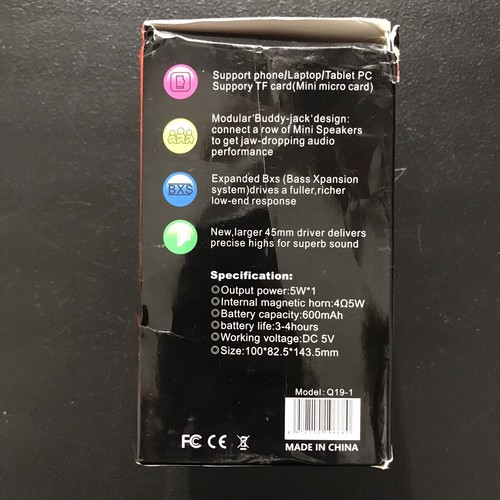 Support phone/Laptop/Tablet PC
Suppory TF card(Mini micro card)
Modular'Buddy-jack'design:
connect a row of Mini Speakers
to get jaw-dropping audio
performance
BXS
Expanded Bxs (Bass Xpansion
system)drives a fuller,richer
low-end response
New,larger 45mm driver delivers
precise highs for superb sound
Specification:
◎Output power:5W*1
◎Internal magnetic horn:4Ω5W
◎Battery capacity:600mAh
◎battery life:3-4hours
◎Working voltage:DC 5V
◎Size:100*82.5*143.5mm
Model: Q19-1
FC CE
MADE IN CHINA